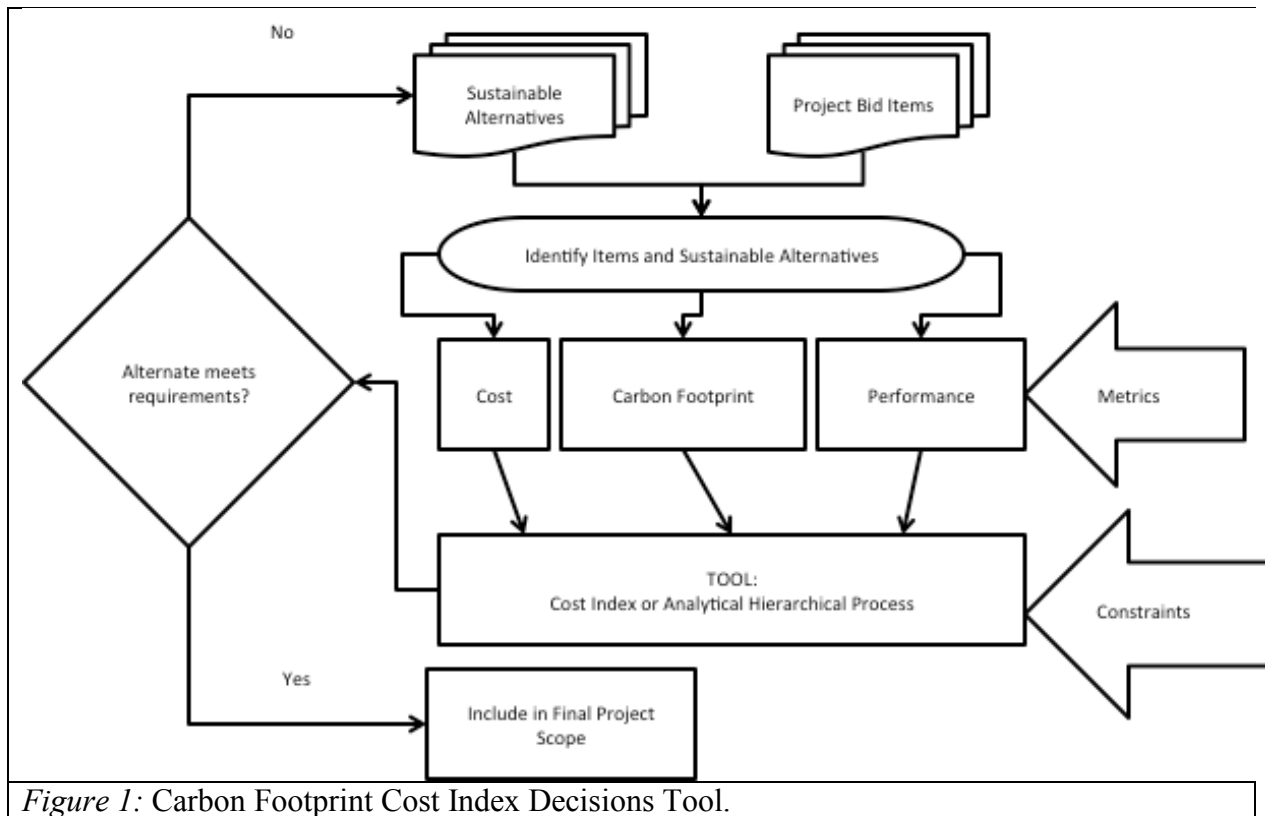 No
Sustainable
Alternatives
Project Bid Items
Identify Items and Sustainable Alternatives
Alternate meets
requirements?
Cost
Carbon Footprint
Performance
Metrics
TOOL:
Cost Index or Analytical Hierarchical Process
Constraints
Yes
Include in Final Project
Scope
Figure 1: Carbon Footprint Cost Index Decisions Tool.